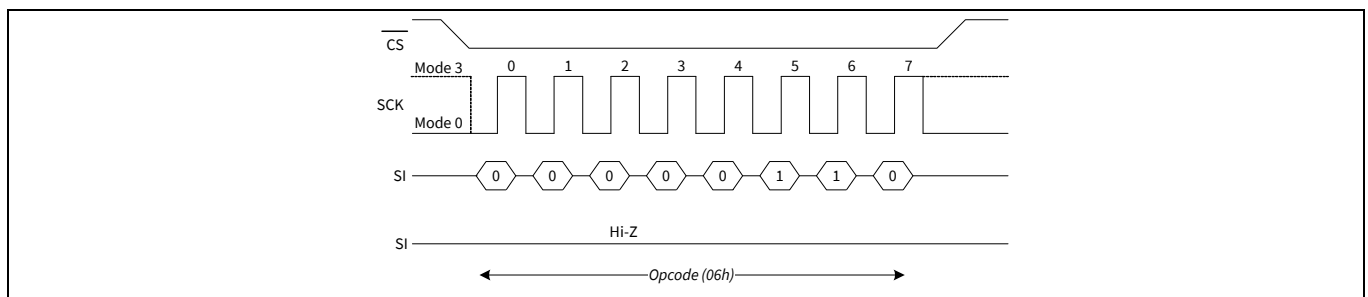 CS
Mode 3 0 1 2 3 4 5 6 7
SCK
Mode 0
SI 0 0 0 0 0 1 1 0
Hi-Z
SI
Opcode (06h)